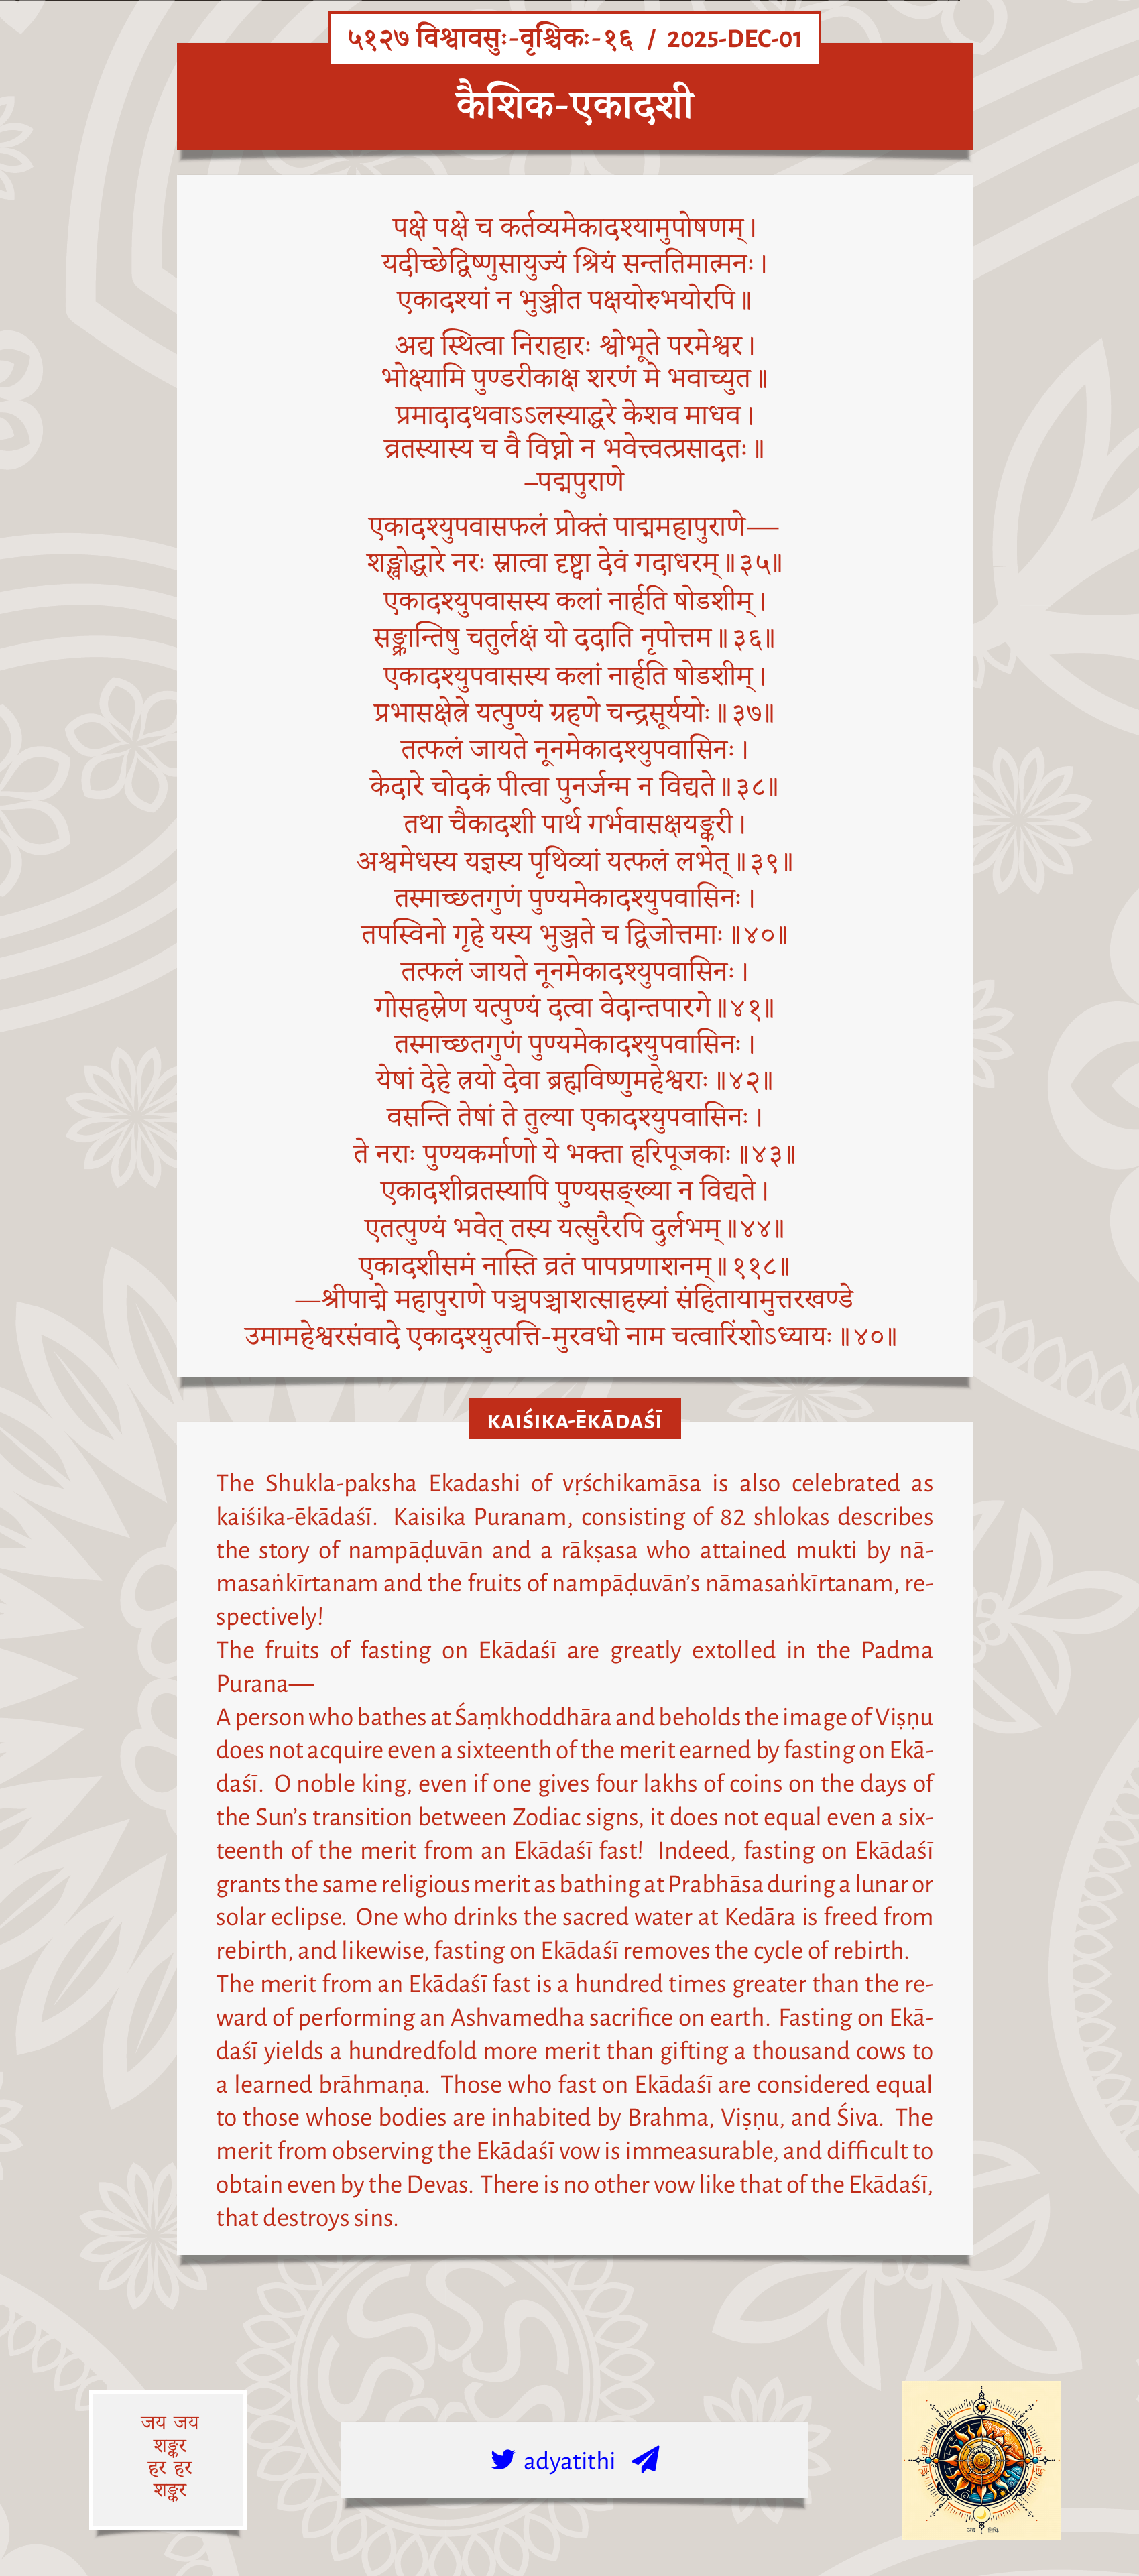 ५१२७ विश्वावसुः-वृश्चिकः-१६ / 2025-DEC-01
कैशिक-एकादशी
पक्षे पक्षे च कर्तव्यमेकादश्यामुपोषणम्।
यदीच्छेद्विष्णुसायुज्यं श्रियं सन्ततिमात्मनः।
एकादश्यां न भुञ्जीत पक्षयोरुभयोरपि॥
अद्य स्थित्वा निराहारः श्वोभूते परमेश्वर।
भोक्ष्यामि पुण्डरीकाक्ष शरणं मे भवाच्युत॥
प्रमादादथवाऽऽलस्याद्धरे केशव माधव।
व्रतस्यास्य च वै विघ्नो न भवेत्त्वत्प्रसादतः॥
–पद्मपुराणे
एकादश्युपवासफलं प्रोक्तं पाद्ममहापुराणे—
शङ्खोद्धारे नरः स्नात्वा दृष्ट्वा देवं गदाधरम्॥३५॥
एकादश्युपवासस्य कलां नार्हति षोडशीम्।
सङ्क्रान्तिषु चतुर्लक्षं यो ददाति नृपोत्तम॥३६॥
एकादश्युपवासस्य कलां नार्हति षोडशीम्।
प्रभासक्षेत्रे यत्पुण्यं ग्रहणे चन्द्रसूर्ययोः॥३७॥
तत्फलं जायते नूनमेकादश्युपवासिनः।
केदारे चोदकं पीत्वा पुनर्जन्म न विद्यते॥३८॥
तथा चैकादशी पार्थ गर्भवासक्षयङ्करी।
अश्वमेधस्य यज्ञस्य पृथिव्यां यत्फलं लभेत्॥३९॥
तस्माच्छतगुणं पुण्यमेकादश्युपवासिनः।
तपस्विनो गृहे यस्य भुञ्जते च द्विजोत्तमाः॥४०॥
तत्फलं जायते नूनमेकादश्युपवासिनः।
गोसहस्रेण यत्पुण्यं दत्वा वेदान्तपारगे॥४१॥
तस्माच्छतगुणं पुण्यमेकादश्युपवासिनः।
येषां देहे त्रयो देवा ब्रह्मविष्णुमहेश्वराः॥४२॥
वसन्ति तेषां ते तुल्या एकादश्युपवासिनः।
ते नराः पुण्यकर्माणो ये भक्ता हरिपूजकाः॥४३॥
एकादशीव्रतस्यापि पुण्यसङ्ख्या न विद्यते।
एतत्पुण्यं भवेत् तस्य यत्सुरैरपि दुर्लभम्॥४४॥
एकादशीसमं नास्ति व्रतं पापप्रणाशनम्॥११८॥
—श्रीपाद्मे महापुराणे पञ्चपञ्चाशत्साहस्र्यां संहितायामुत्तरखण्डे
उमामहेश्वरसंवादे एकादश्युत्पत्ति-मुरवधो नाम चत्वारिंशोऽध्यायः॥४०॥
KAIŚIKA-ĒKĀDAŚĪ
The Shukla-paksha Ekadashi of vṛśchikamāsa is also celebrated as
kaiśika-ēkādaśī. Kaisika Puranam, consisting of 82 shlokas describes
the story of nampāḍuvān and a rākṣasa who attained mukti by nā-
masaṅkīrtanam and the fruits of nampāḍuvān's nāmasaṅkīrtanam, re-
spectively!
The fruits of fasting on Ekādaśī are greatly extolled in the Padma
Purana—
A person who bathes at Śaṃkhoddhāra and beholds the image of Viṣṇu
does not acquire even a sixteenth of the merit earned by fasting on Ekā-
daśī. O noble king, even if one gives four lakhs of coins on the days of
the Sun's transition between Zodiac signs, it does not equal even a six-
teenth of the merit from an Ekādaśī fast! Indeed, fasting on Ekādaśī
grants the same religious merit as bathing at Prabhāsa during a lunar or
solar eclipse. One who drinks the sacred water at Kedāra is freed from
rebirth, and likewise, fasting on Ekādaśī removes the cycle of rebirth.
The merit from an Ekādaśī fast is a hundred times greater than the re-
ward of performing an Ashvamedha sacrifice on earth. Fasting on Ekā-
daśī yields a hundredfold more merit than gifting a thousand cows to
a learned brāhmaṇa. Those who fast on Ekādaśī are considered equal
to those whose bodies are inhabited by Brahma, Viṣṇu, and Śiva. The
merit from observing the Ekādaśī vow is immeasurable, and difficult to
obtain even by the Devas. There is no other vow like that of the Ekādaśī,
that destroys sins.
जय जय
शङ्कर
हर हर
शङ्कर
adyatithi